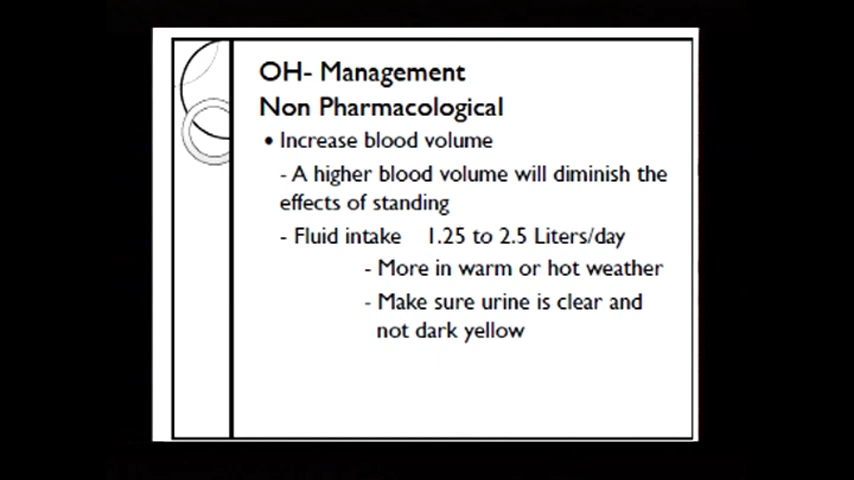 OH- Management
Non Pharmacological
• Increase blood volume
- A higher blood volume will diminish the
effects of standing
- Fluid intake 1.25 to 2.5 Liters/day
- More in warm or hot weather
- Make sure urine is clear and
not dark yellow